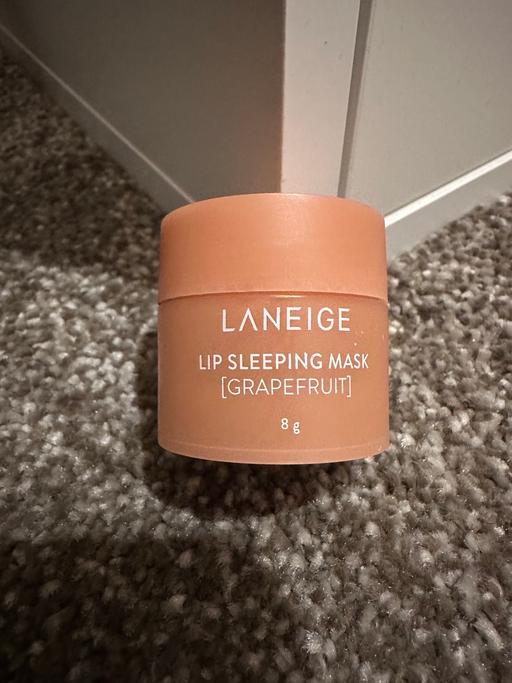 LANEIGE
LIP SLEEPING MASK
[GRAPEFRUIT]
8 g